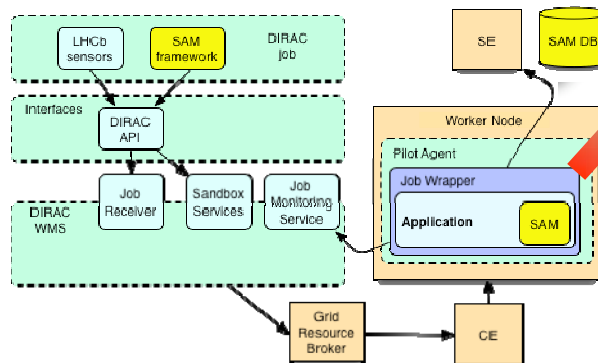 LHCb
sensors
SAM
framework
DIRAC
job
Interfaces
DIRAC
API
DIRAC
WMS
Job
Receiver
Sandbox
Services
Job
Monitoring
Service
Grid
Resource
Broker
CE
SE
SAM DB
Worker Node
Pilot Agent
Job Wrapper
Application
SAM